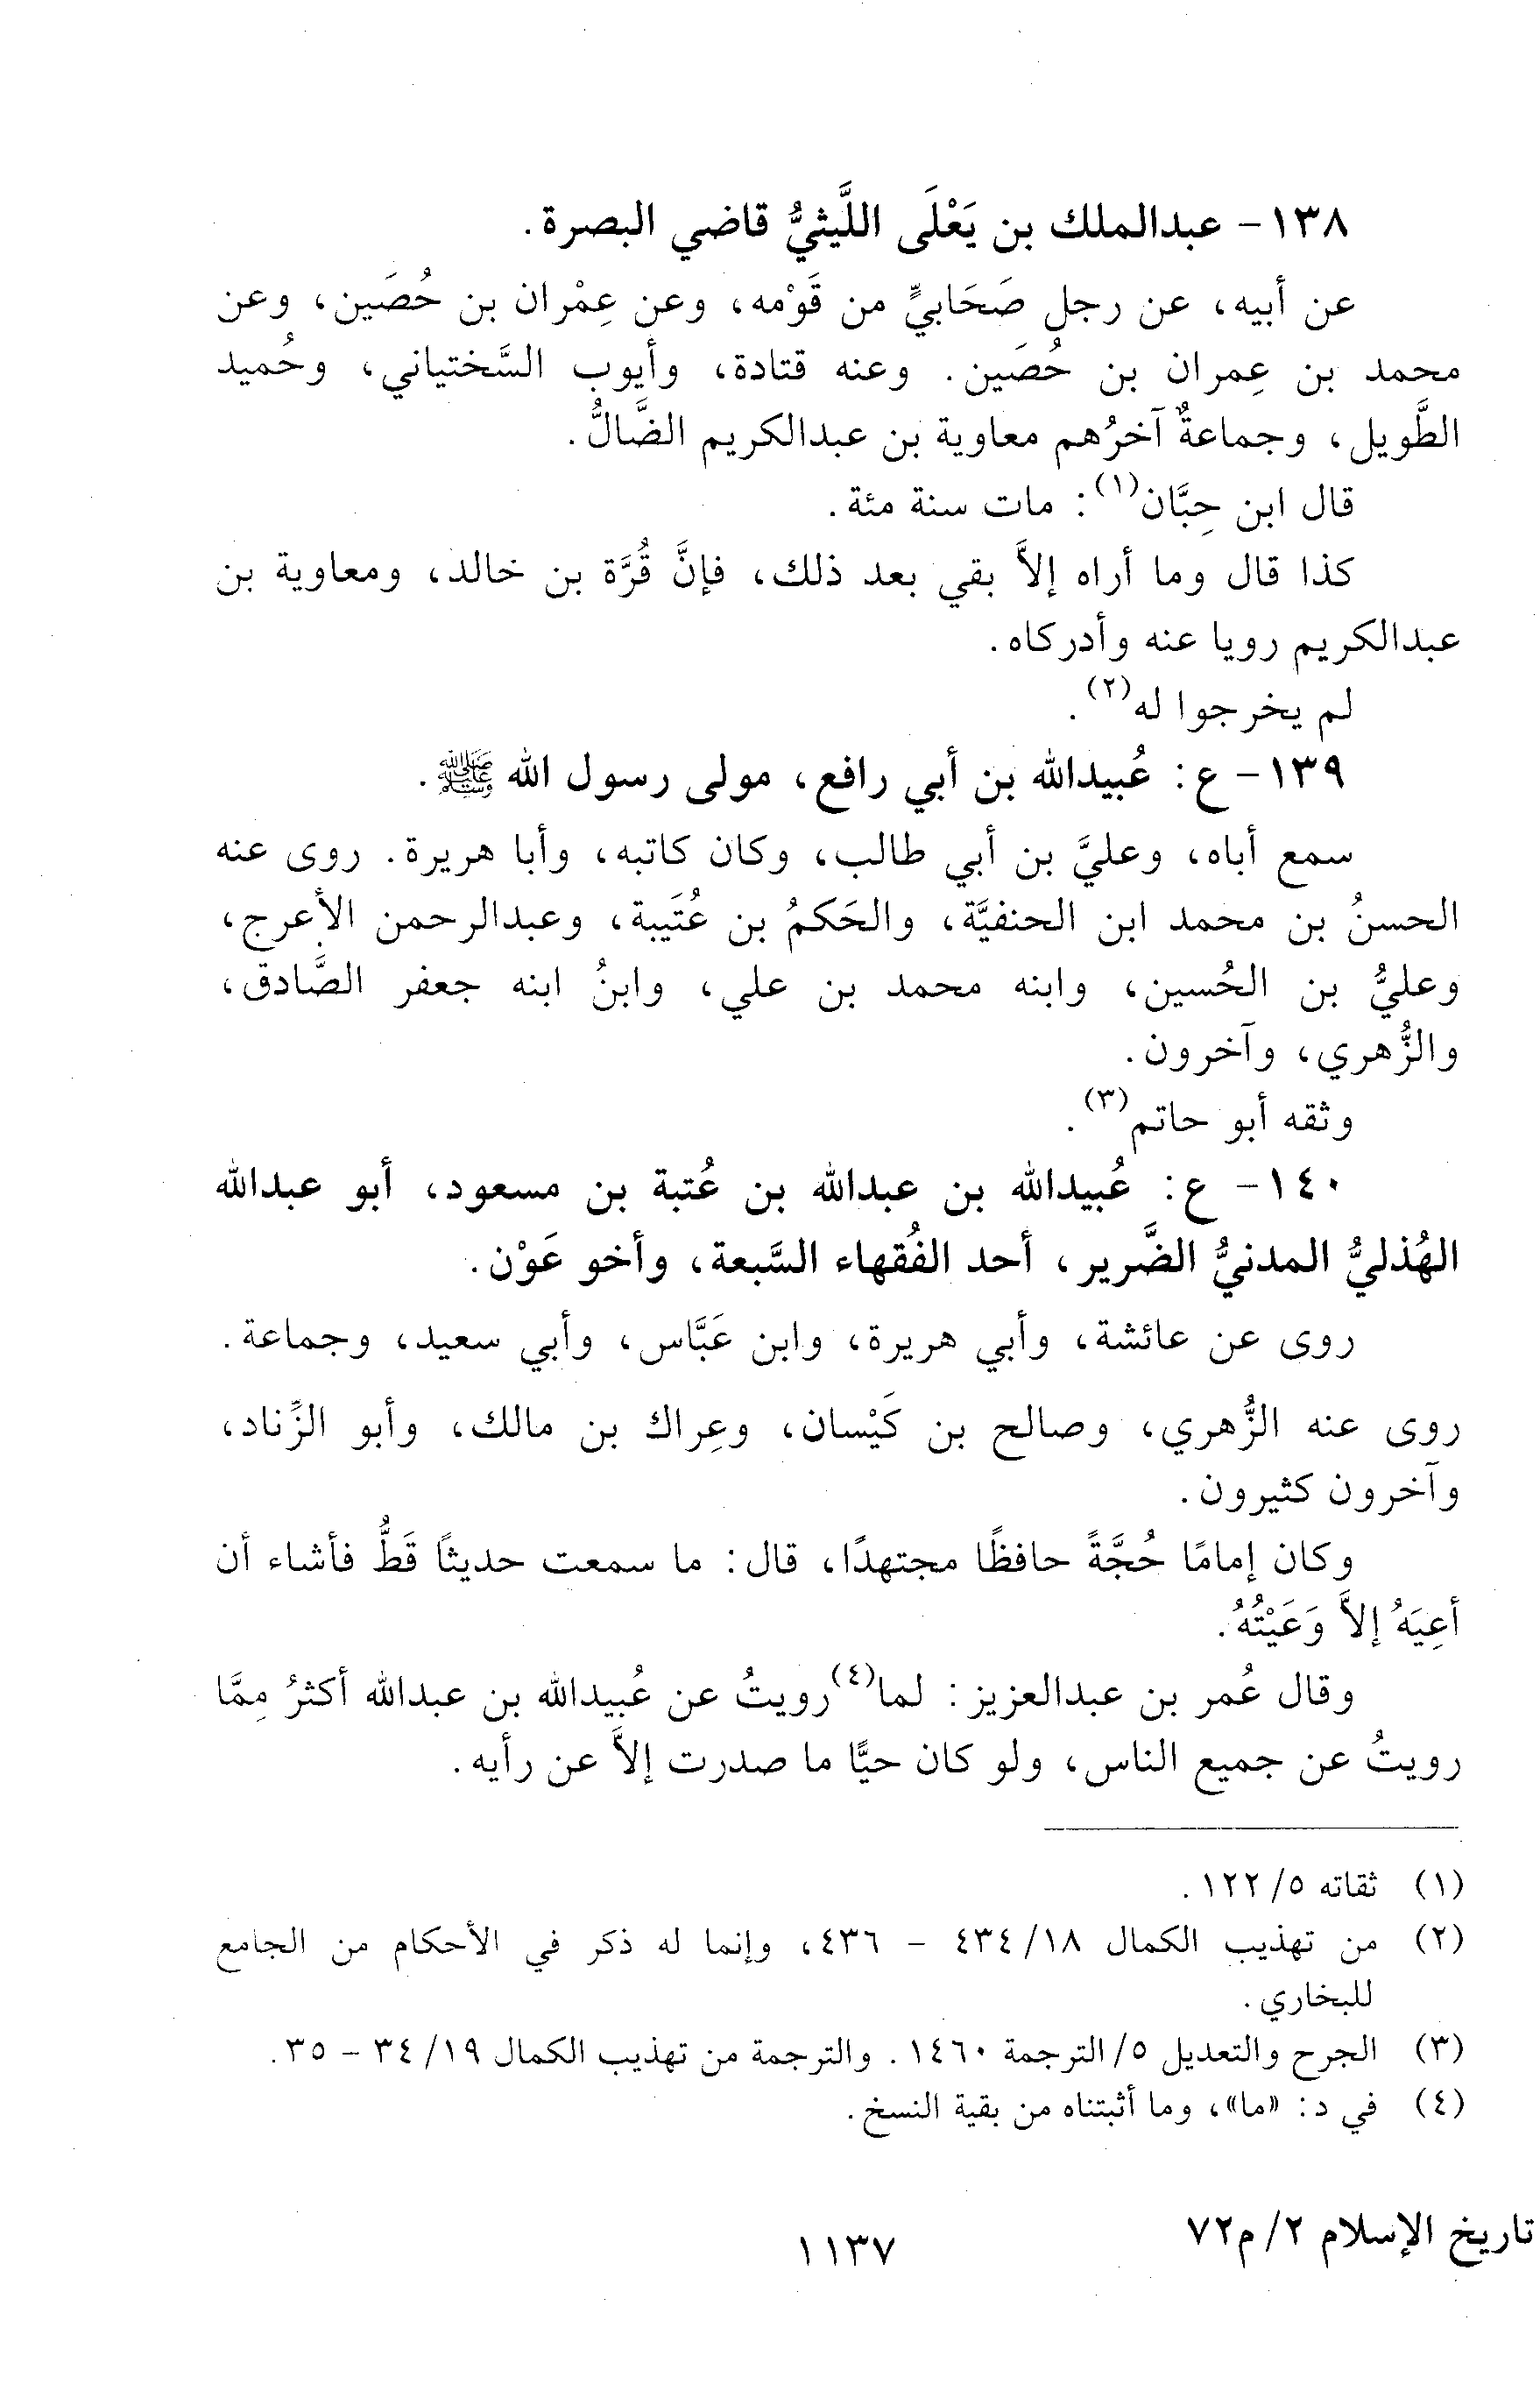 ١٣٨- عبدالملك بن يَعْلَى اللَّيثيُّ قاضي البصرة.
عن أبيه، عن رجل صَحَابيٍّ من قَوْمه، وعن عِمْران بن حُصَين، وعن
محمد بن عِمران بن حُصَين. وعنه قتادة، وأيوب السَّختياني، وحُميد
الطَّويل، وجماعةٌ آخرُهم معاوية بن عبدالكريم الضَّالُّ.
قال ابن حِبَّان(١): مات سنة مئة.
كذا قال وما أراه إلاَّ بقي بعد ذلك، فإنَّ قُرَّة بن خالد، ومعاوية بن
عبدالكريم رويا عنه وأدركاه.
لم يخرجوا له(٢).
١٣٩- ع: عُبيدالله بن أبي رافع، مولى رسول الله ﷺ.
سمع أباه، وعليَّ بن أبي طالب، وكان كاتبه، وأبا هريرة. روى عنه
الحسنُ بن محمد ابن الحنفيَّة، والحَكمُ بن عُتَيبة، وعبدالرحمن الأعرج،
وعليُّ بن الحُسين، وابنه محمد بن علي، وابنُ ابنه جعفر الصَّادق،
والزُّهري، وآخرون.
وثقه أبو حاتم(٣).
١٤٠- ع: عُبيدالله بن عبدالله بن عُتبة بن مسعود، أبو عبدالله
الهُذليُّ المدنيُّ الضَّرير، أحد الفُقهاء السَّبعة، وأخو عَوْن.
روى عن عائشة، وأبي هريرة، وابن عَبَّاس، وأبي سعيد، وجماعة.
روى عنه الزُّهري، وصالح بن كَيْسان، وعِراك بن مالك، وأبو الزِّناد،
وآخرون كثيرون.
وكان إمامًا حُجَّةً حافظًا مجتهدًا، قال: ما سمعت حديثًا قَطُّ فأشاء أن
أعِيَهُ إلاَّ وَعَيْتُهُ.
وقال عُمر بن عبدالعزيز: لما(٤) رويتُ عن عُبيدالله بن عبدالله أكثرُ مِمَّا
رويتُ عن جميع الناس، ولو كان حيًّا ما صدرت إلاَّ عن رأيه.
(١) ثقاته ٥/ ١٢٢.
(٢) من تهذيب الكمال ١٨/ ٤٣٤ - ٤٣٦، وإنما له ذكر في الأحكام من الجامع
للبخاري.
(٣) الجرح والتعديل ٥/ الترجمة ١٤٦٠. والترجمة من تهذيب الكمال ١٩/ ٣٤ - ٣٥.
(٤) في د: «ما»، وما أثبتناه من بقية النسخ.
تاريخ الإسلام ٢/ م٧٢
١١٣٧